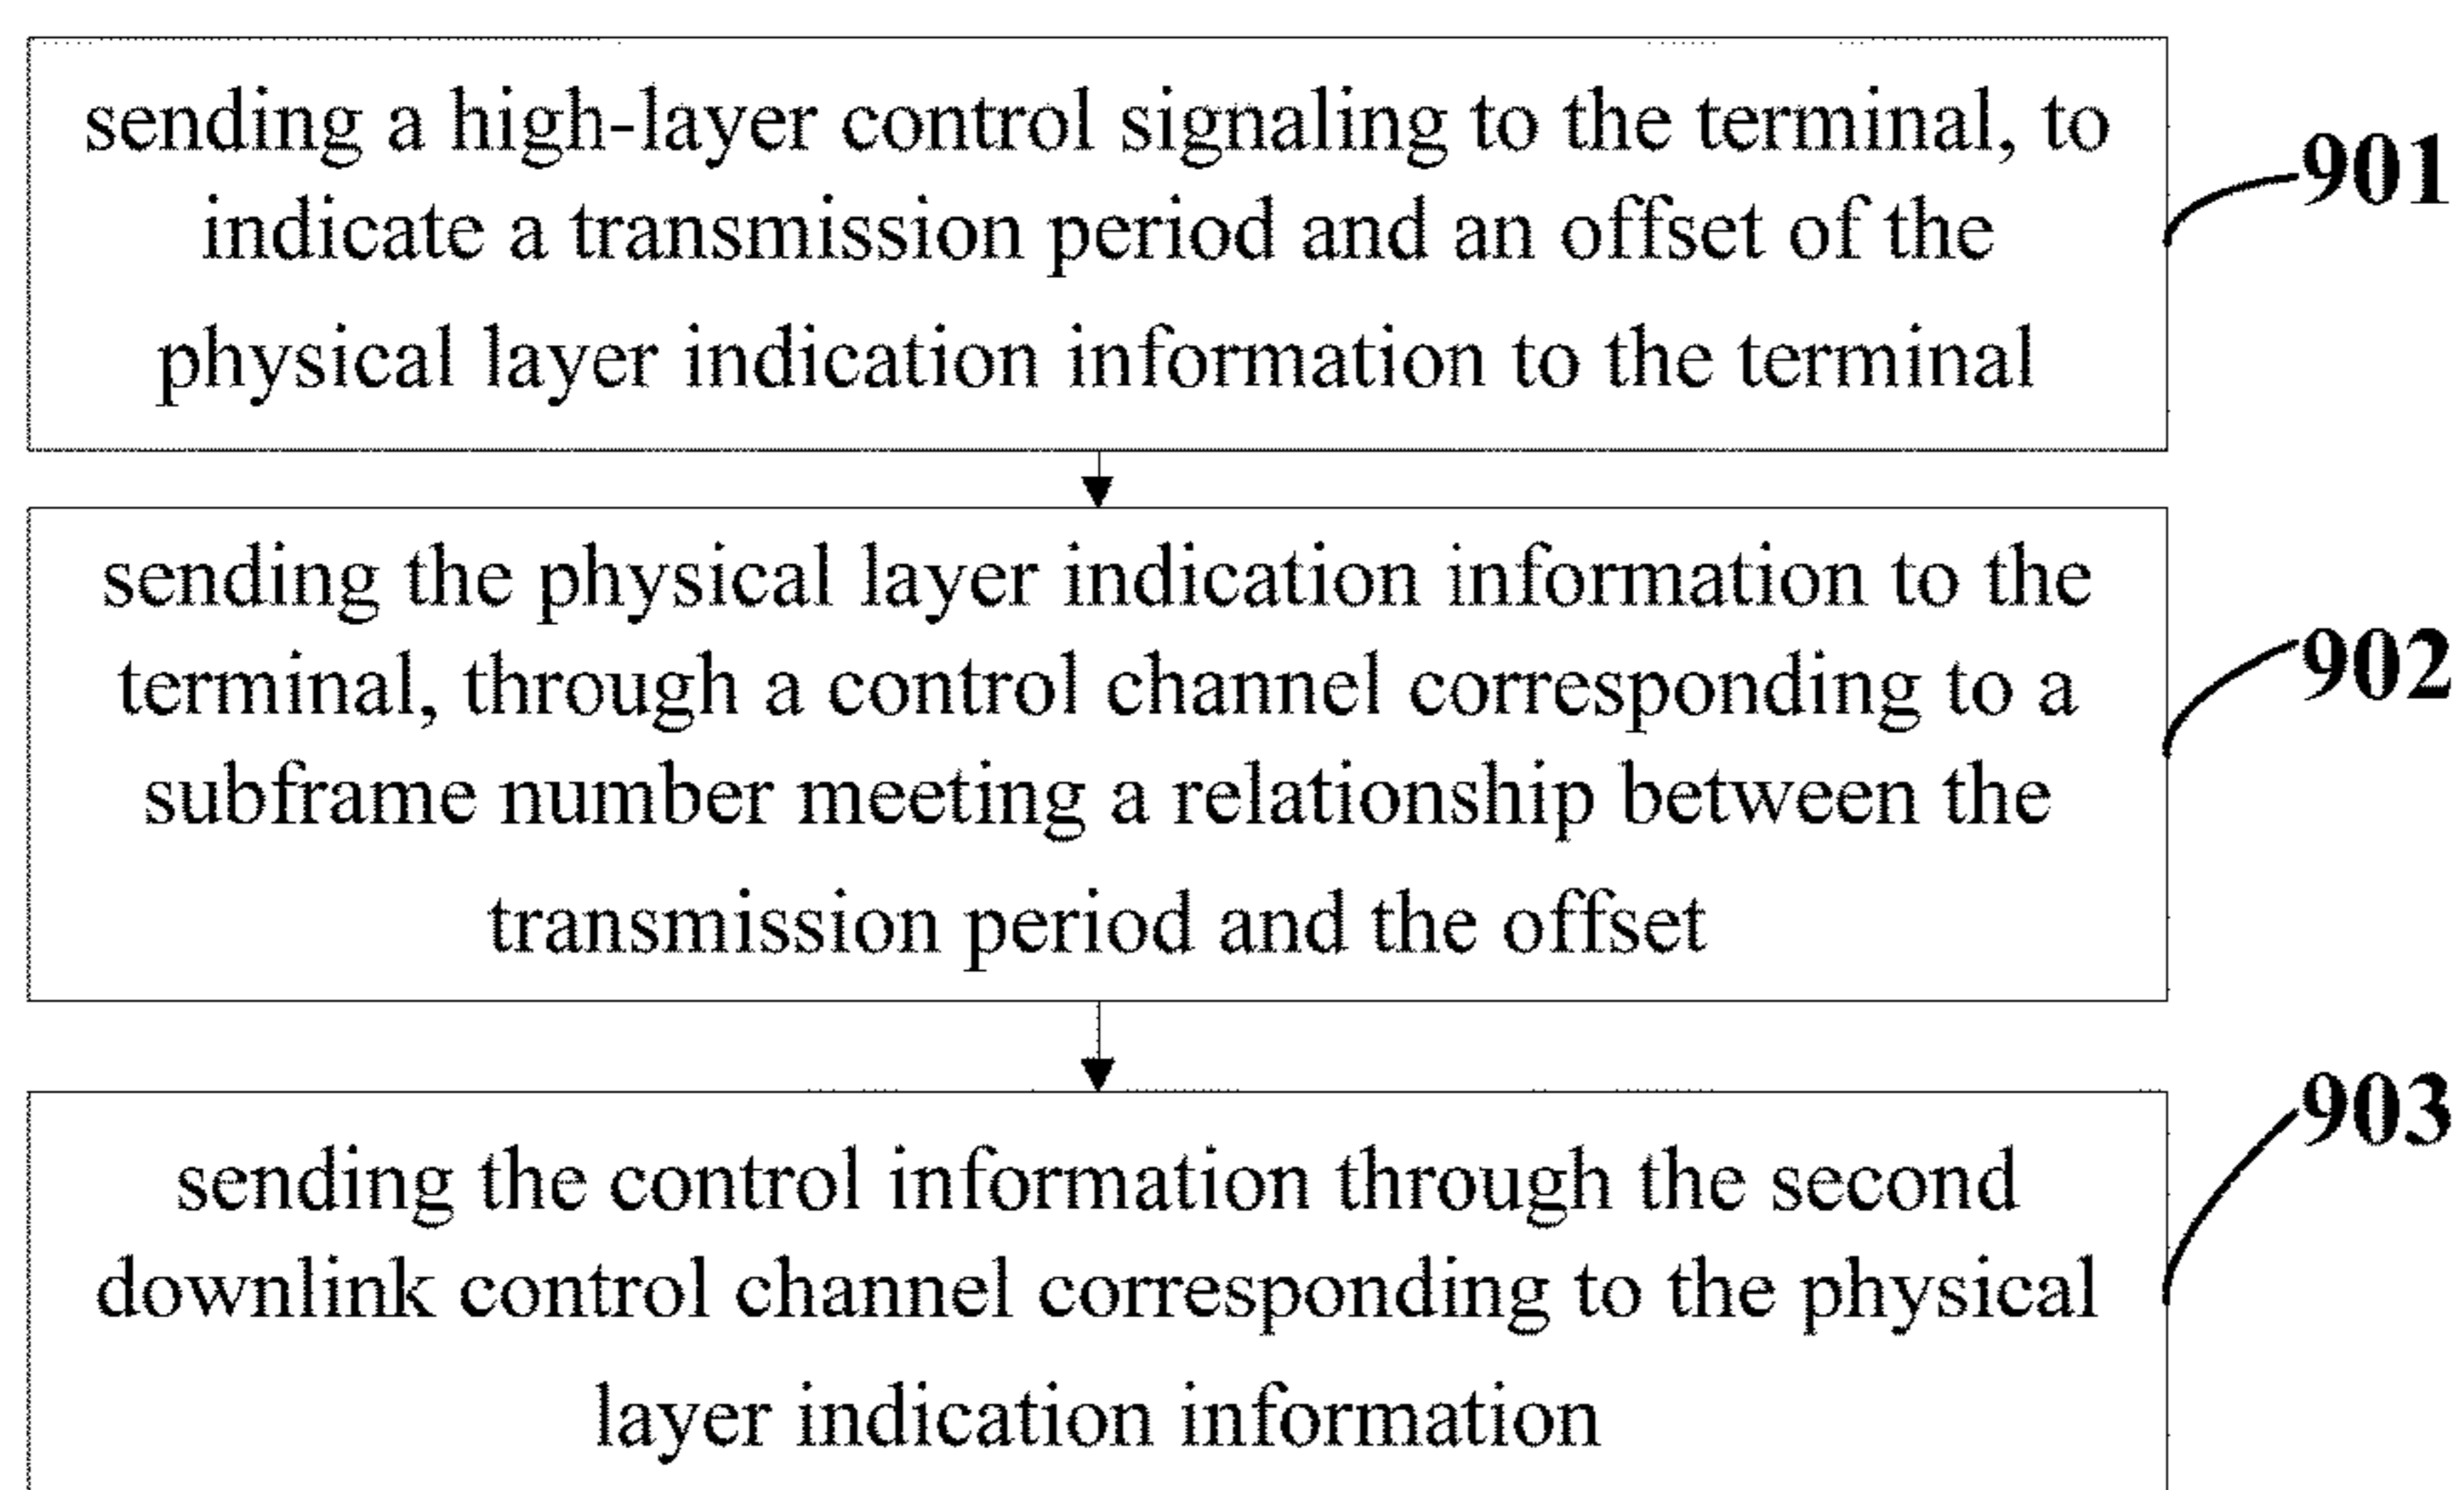 sending a high-layer control signaling to the terminal, to
indicate a transmission period and an offset of the
physical layer indication information to the terminal
901
sending the physical layer indication information to the
terminal, through a control channel corresponding to a
subframe number meeting a relationship between the
transmission period and the offset
902
sending the control information through the second
downlink control channel corresponding to the physical
layer indication information
903